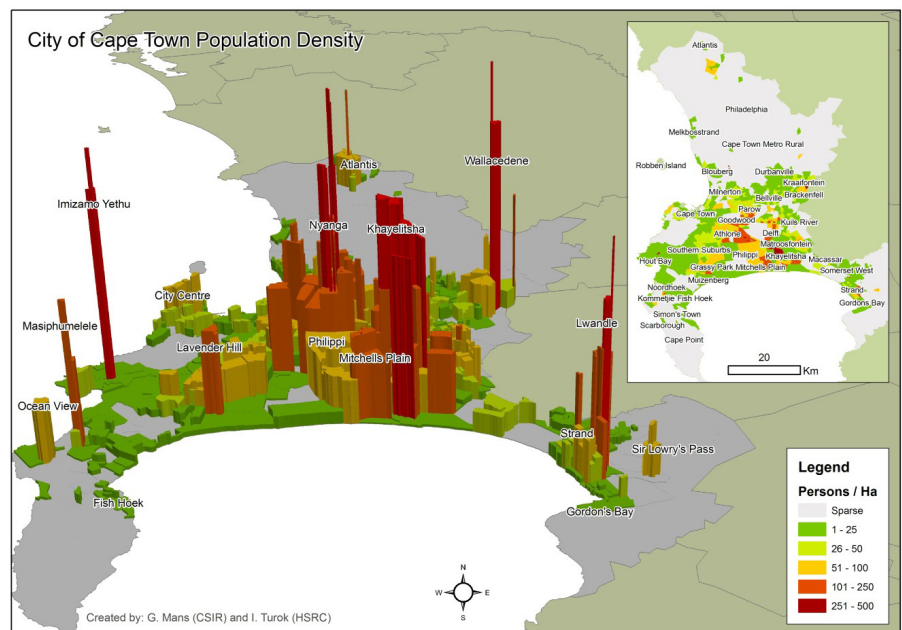 City of Cape Town Population Density
Atlantis
Wallacedene
Imizamo Yethu
Nyanga
Khayelitsha
City Centre
Masiphumelele
Lavender Hill
Philippi
Mitchells Plain
Lwandle
Ocean View
Strand
Sir Lowry's Pass
Fish Hoek
Gordon's Bay
Created by: G. Mans (CSIR) and I. Turok (HSRC)
N
W
E
S
Atlantis
Philadelphia
Melkbosstrand
Cape Town Metro Rural
Robben Island
Blouberg
Durbanville
Kraaifontein
Milnerton
Bellville
Brackenfell
Cape Town
Parow
Goodwood
Kuils River
Athlone
Delft
Matroosfontein
Southern Suburbs
Philippi
Khayelitsha
Macassar
Hout Bay
Grassy Park
Mitchells Plain
Somerset West
Muizenberg
Noordhoek
Strand
Kommetjie
Fish Hoek
Gordons Bay
Simon's Town
Scarborough
Cape Point
20
Km
Legend
Persons / Ha
Sparse
1 - 25
26 - 50
51 - 100
101 - 250
251 - 500